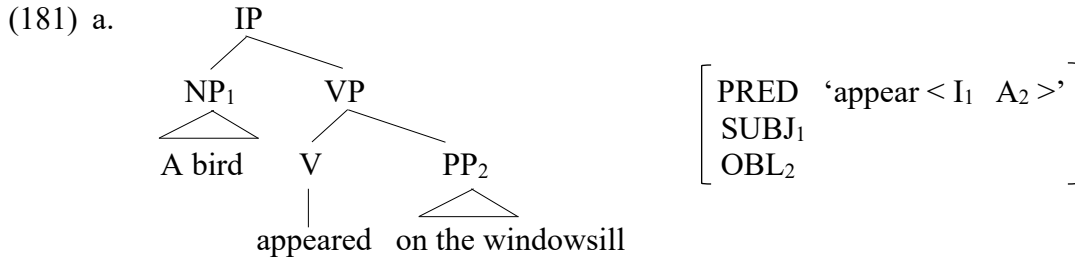 (181) a. IP
NP₁ VP
PRED ‘appear < I₁ A₂ >’
SUBJ₁
A bird V PP₂
OBL₂
appeared on the windowsill